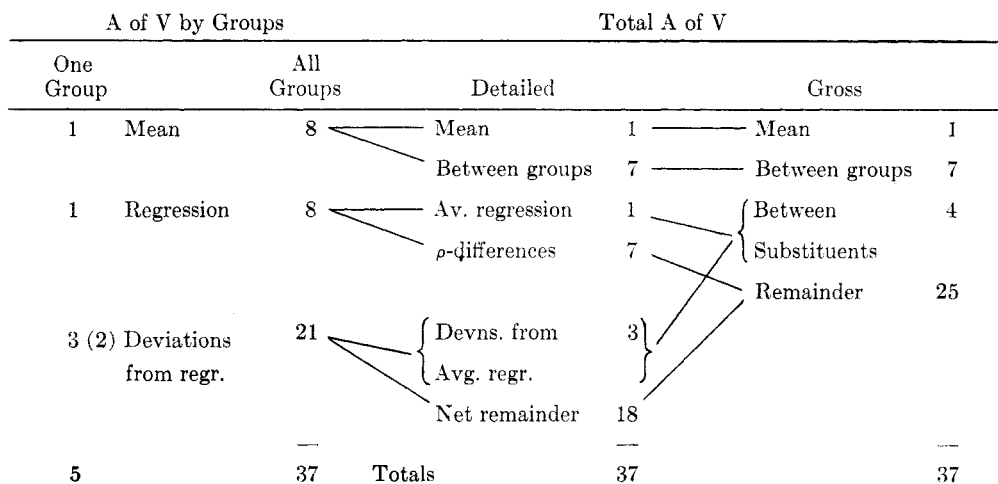 A of V by Groups Total A of V
One Group All Groups Detailed Gross
1 Mean 8 Mean 1 Mean 1
Between groups 7 Between groups 7
1 Regression 8 Av. regression 1 Between 4
ρ-differences 7 Substituents
Remainder 25
3 (2) Deviations 21 Devns. from 3
from regr. Avg. regr.
Net remainder 18
5 37 Totals 37 37